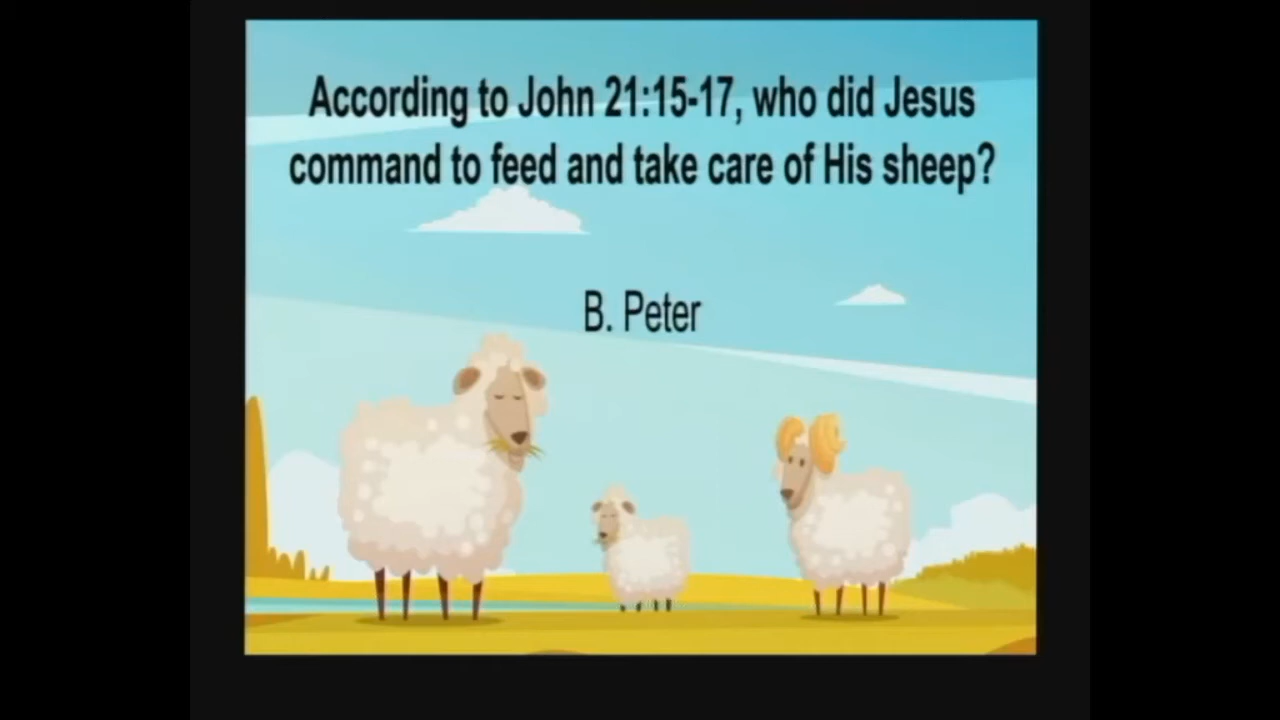 According to John 21:15-17, who did Jesus
command to feed and take care of His sheep?
B. Peter